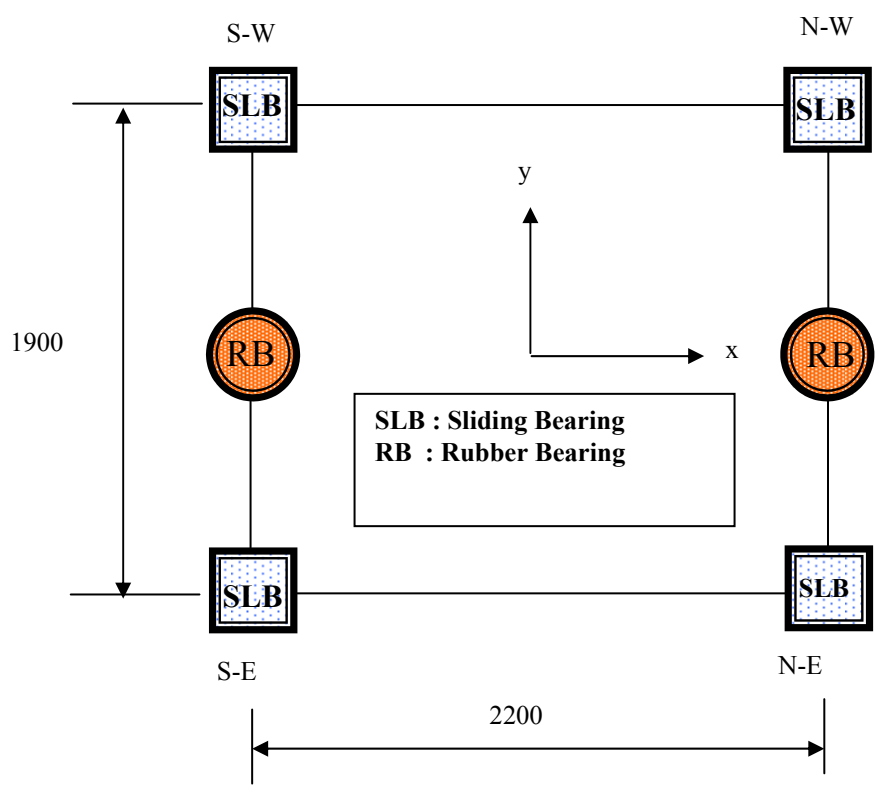 S-W
N-W
SLB
SLB
y
1900
RB
x
RB
SLB : Sliding Bearing
RB : Rubber Bearing
SLB
SLB
S-E
N-E
2200